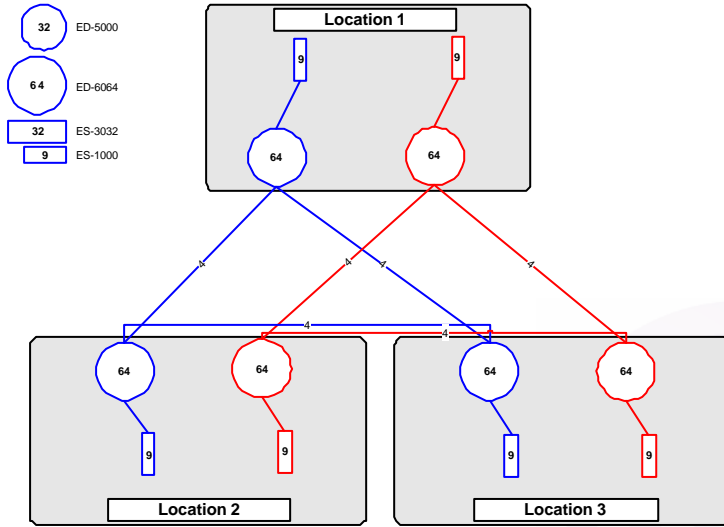 32 ED-5000
64 ED-6064
32 ES-3032
9 ES-1000
Location 1
9 9
64 64
4 4 4 4
4
4
64 64 64 64
9 9 9 9
Location 2 Location 3